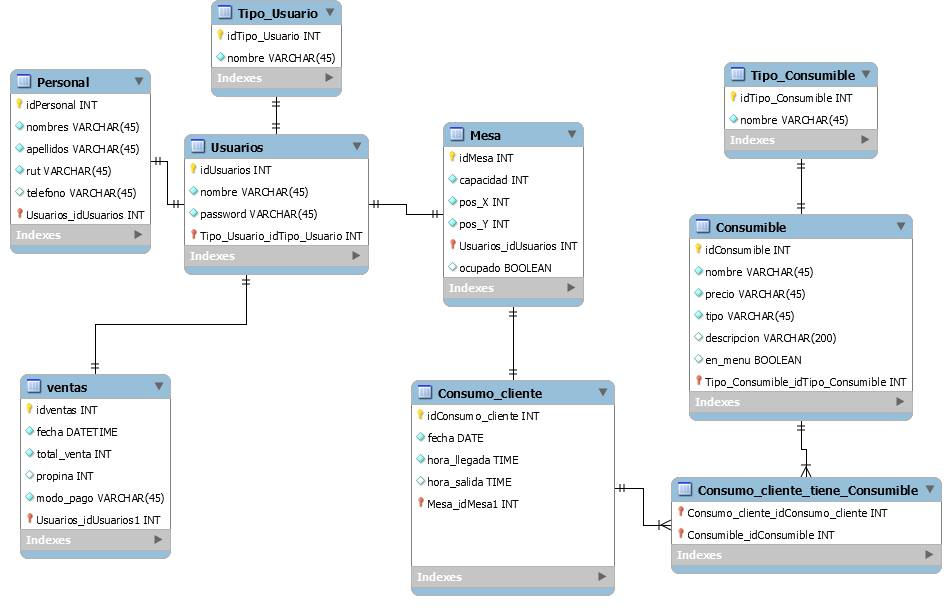 Tipo_Usuario
idTipo_Usuario INT
nombre VARCHAR(45)
Indexes
Personal
idPersonal INT
nombres VARCHAR(45)
apellidos VARCHAR(45)
rut VARCHAR(45)
telefono VARCHAR(45)
Usuarios_idUsuarios INT
Indexes
Usuarios
idUsuarios INT
nombre VARCHAR(45)
password VARCHAR(45)
Tipo_Usuario_idTipo_Usuario INT
Indexes
Mesa
idMesa INT
capacidad INT
pos_X INT
pos_Y INT
Usuarios_idUsuarios INT
ocupado BOOLEAN
Indexes
Tipo_Consumible
idTipo_Consumible INT
nombre VARCHAR(45)
Indexes
Consumible
idConsumible INT
nombre VARCHAR(45)
precio VARCHAR(45)
tipo VARCHAR(45)
descripcion VARCHAR(200)
en_menu BOOLEAN
Tipo_Consumible_idTipo_Consumible INT
Indexes
ventas
idventas INT
fecha DATETIME
total_venta INT
propina INT
modo_pago VARCHAR(45)
Usuarios_idUsuarios1 INT
Indexes
Consumo_cliente
idConsumo_cliente INT
fecha DATE
hora_llegada TIME
hora_salida TIME
Mesa_idMesa1 INT
Indexes
Consumo_cliente_tiene_Consumible
Consumo_cliente_idConsumo_cliente INT
Consumible_idConsumible INT
Indexes